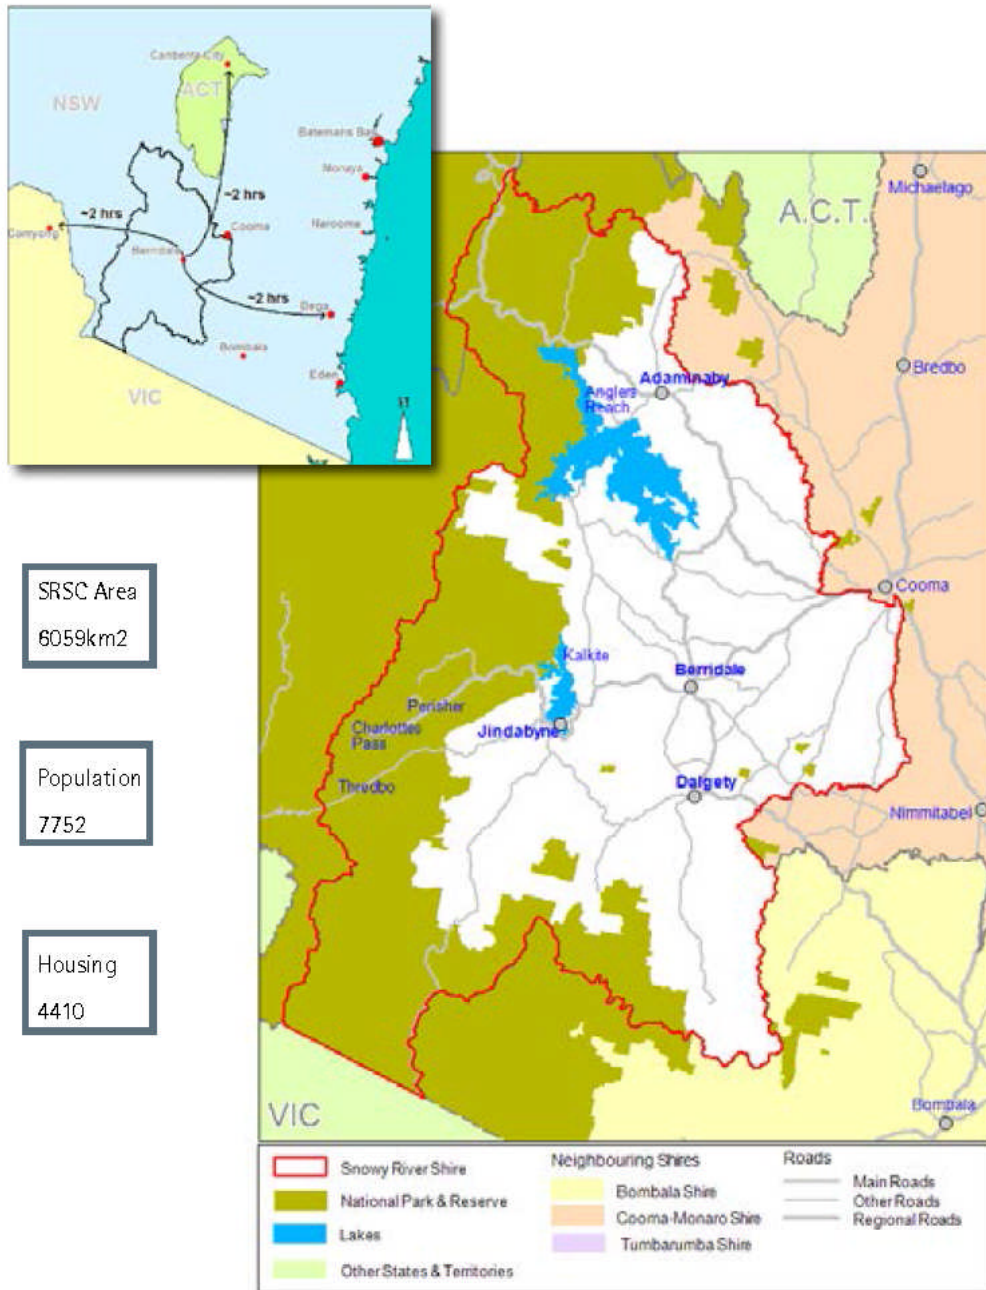 Canberra City
ACT
NSW
Batemans Bay
Moruya
~2 hrs
~2 hrs
Cooma
Narooma
Corryong
Berridale
~2 hrs
Bega
Bombala
Eden
VIC
Michaelago
A.C.T.
Bredbo
Adaminaby
Anglers
Reach
Cooma
SRSC Area
6059km2
Kalkite
Berridale
Perisher
Charlottes
Pass
Jindabyne
Thredbo
Dalgety
Population
7752
Nimmitabel
Housing
4410
Bombala
VIC
Snowy River Shire
National Park & Reserve
Lakes
Other States & Territories
Neighbouring Shires
Bombala Shire
Cooma-Monaro Shire
Tumbarumba Shire
Roads
Main Roads
Other Roads
Regional Roads